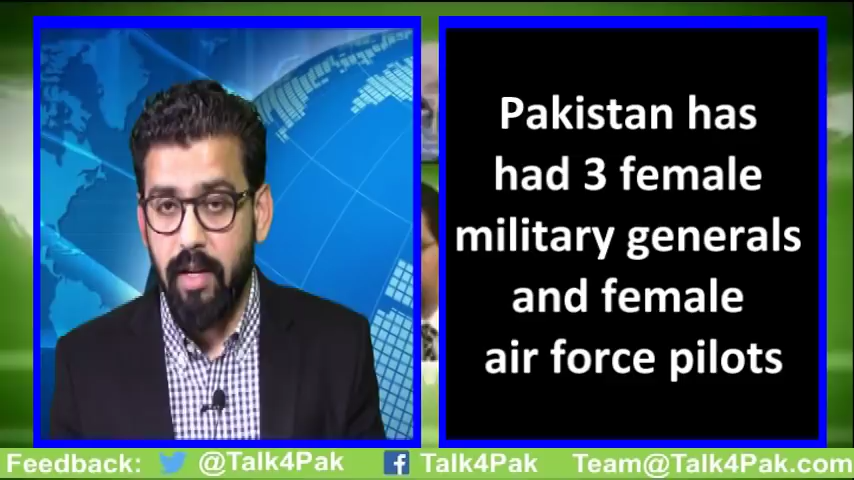 Pakistan has
had 3 female
military generals
and female
air force pilots
Feedback: @Talk4Pak Talk4Pak Team@Talk4Pak.com